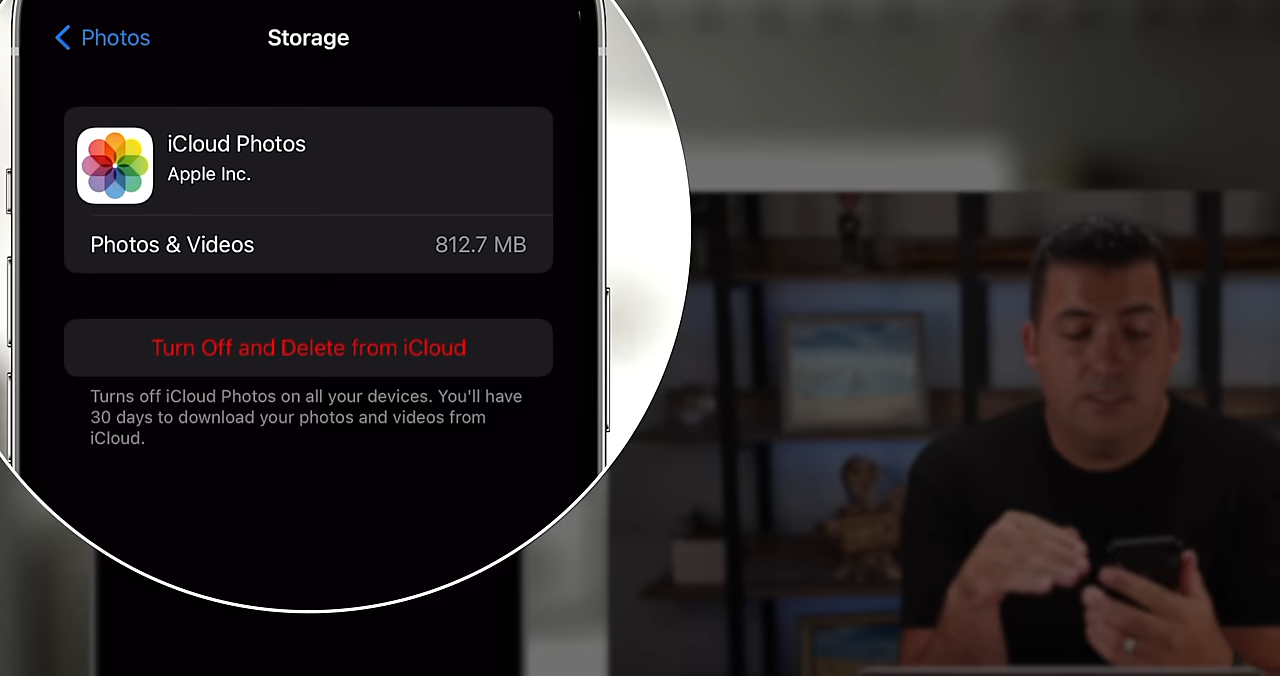 Photos
Storage
iCloud Photos
Apple Inc.
Photos & Videos
812.7 MB
Turn Off and Delete from iCloud
Turns off iCloud Photos on all your devices. You'll have
30 days to download your photos and videos from
iCloud.